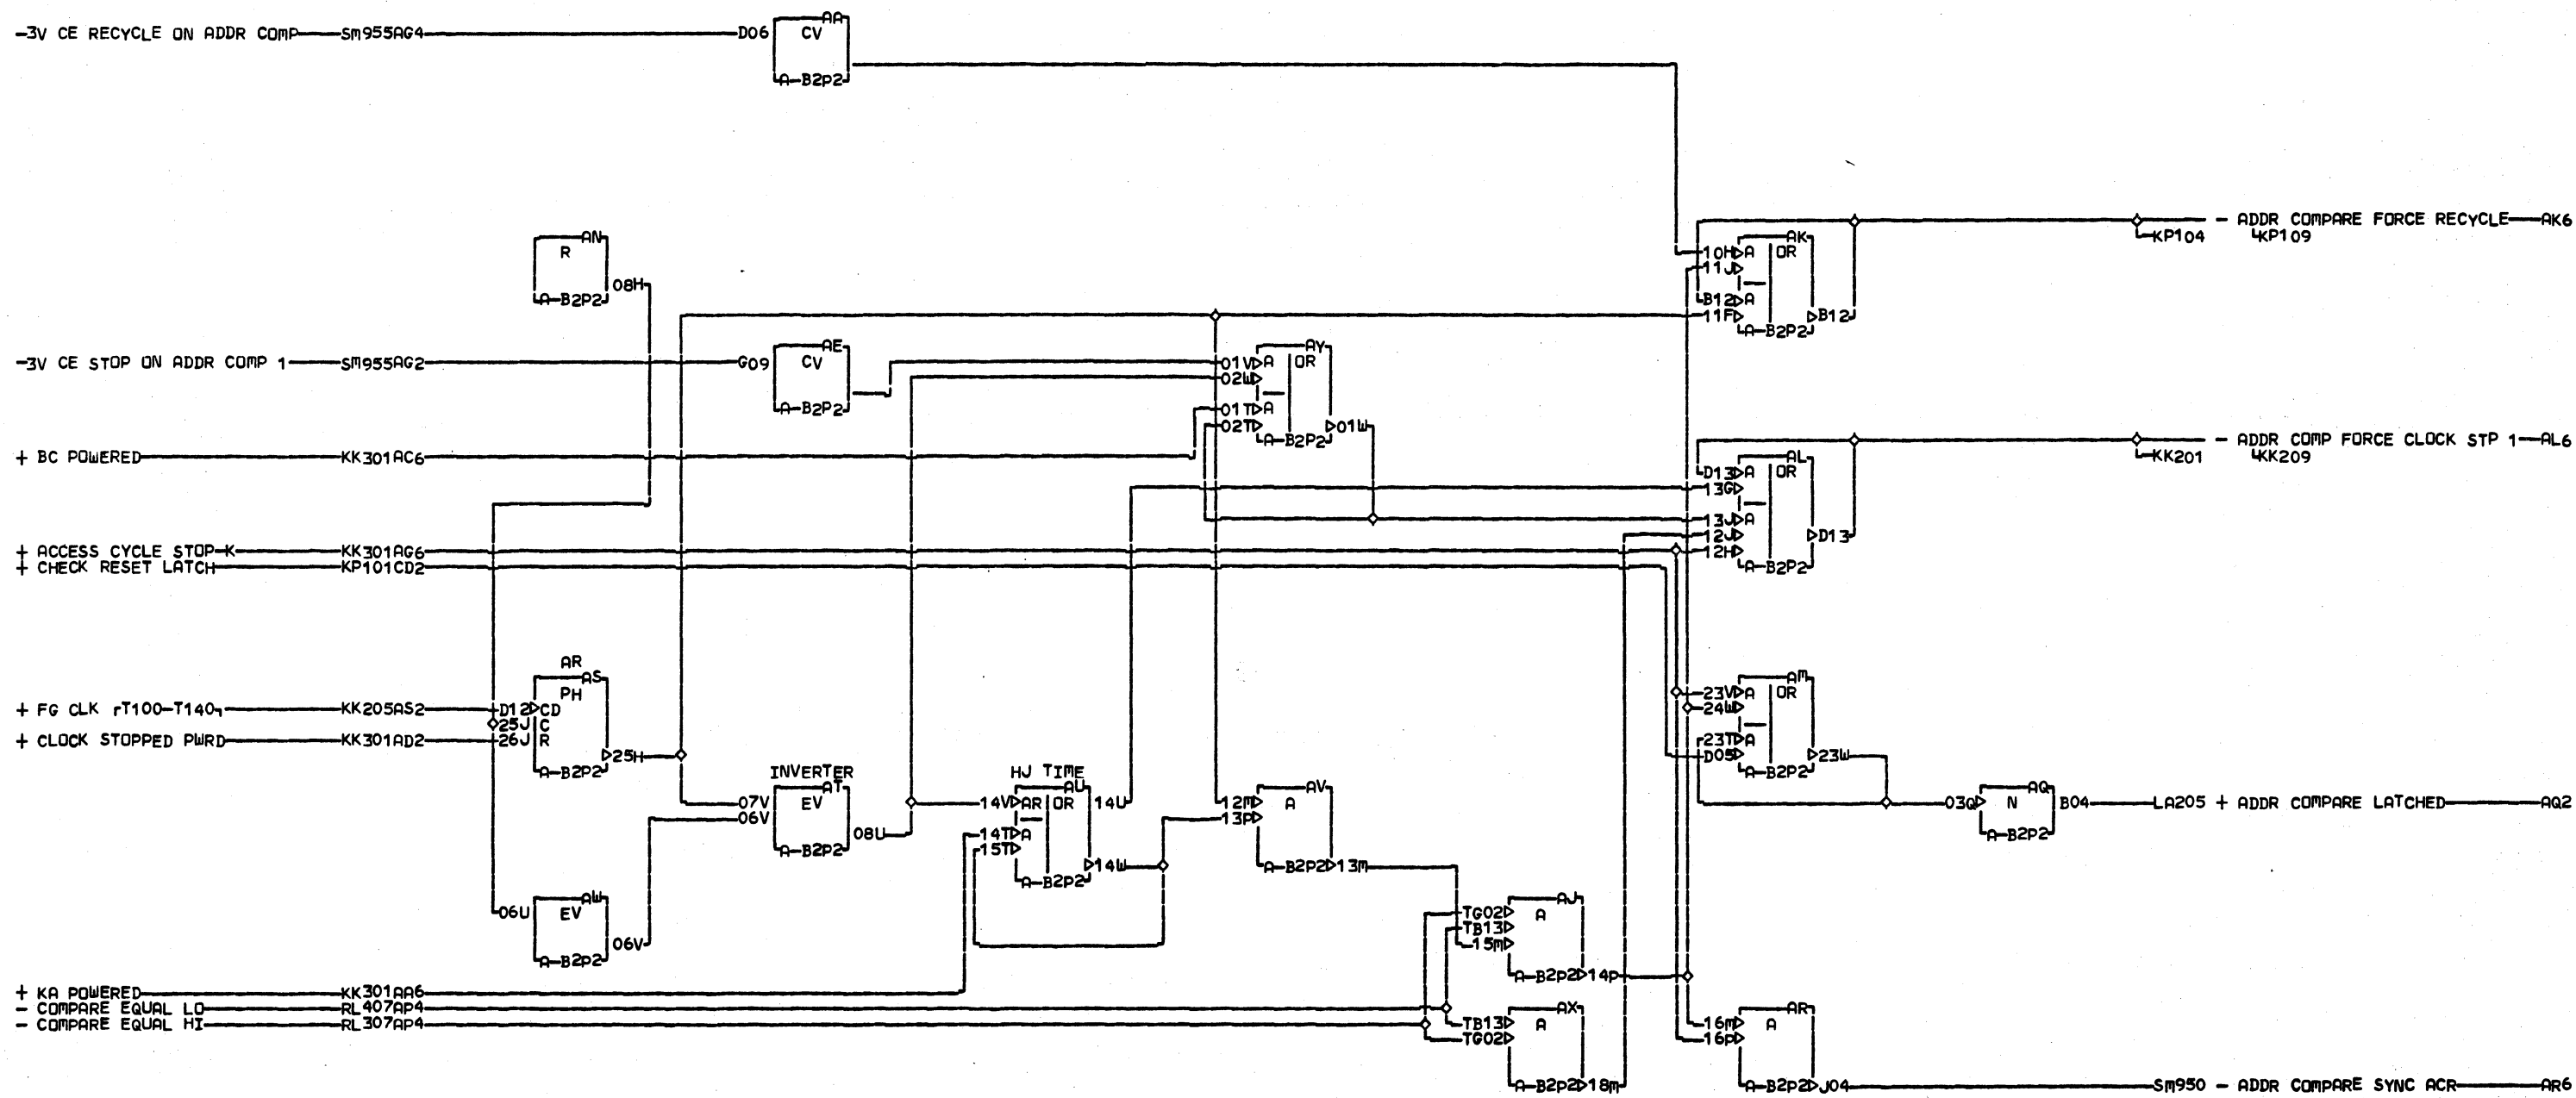 AA
-3V CE RECYCLE ON ADDR COMP SM955AG4 D06 CV
A-B2P2
- ADDR COMPARE FORCE RECYCLE AK6
KP104 KP109
AN
R
08H
A-B2P2
AK
10H A OR
11J
B12 A
11F B12
A-B2P2
AE
-3V CE STOP ON ADDR COMP 1 SM955AG2 G09 CV
A-B2P2
AY
01V A OR
02W
01T A
02T 01W
A-B2P2
+ BC POWERED KK301AC6
- ADDR COMP FORCE CLOCK STP 1 AL6
KK201 KK209
AL
D13 A OR
13G
13J A
12J D13
12H
A-B2P2
+ ACCESS CYCLE STOP-K KK301AG6
+ CHECK RESET LATCH KP101CD2
AR
AS
PH
+ FG CLK T100-T140 KK205AS2 D12 CD
25J C
+ CLOCK STOPPED PWRD KK301AD2 26J R
25H
A-B2P2
AM
23V A OR
24W
23T A
D05 23W
A-B2P2
INVERTER
AT
07V EV
06V
08U
A-B2P2
HJ TIME
AU
14V AR OR 14U
14T A
15T
14W
A-B2P2
AV
12M A
13P
A-B2P2 13M
AQ
03Q N B04 LA205 + ADDR COMPARE LATCHED AQ2
A-B2P2
AW
06U EV
06V
A-B2P2
AJ
TG02 A
TB13
15M
A-B2P2 14P
+ KA POWERED KK301AA6
- COMPARE EQUAL LO RL407AP4
- COMPARE EQUAL HI RL307AP4
AX
TB13 A
TG02
A-B2P2 18M
AR
16M A
16P
A-B2P2 J04 SM950 - ADDR COMPARE SYNC ACR AR6